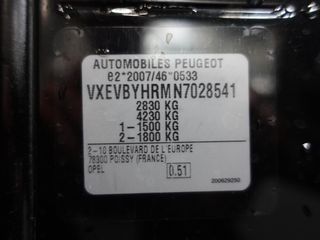 AUTOMOBILES PEUGEOT
e2*2007/46*0533
VXEVBYHRMN7028541
2830 KG
4230 KG
1-1500 KG
2-1800 KG
2-10 BOULEVARD DE L'EUROPE
78300 POISSY (FRANCE)
OPEL 0.51
200629250